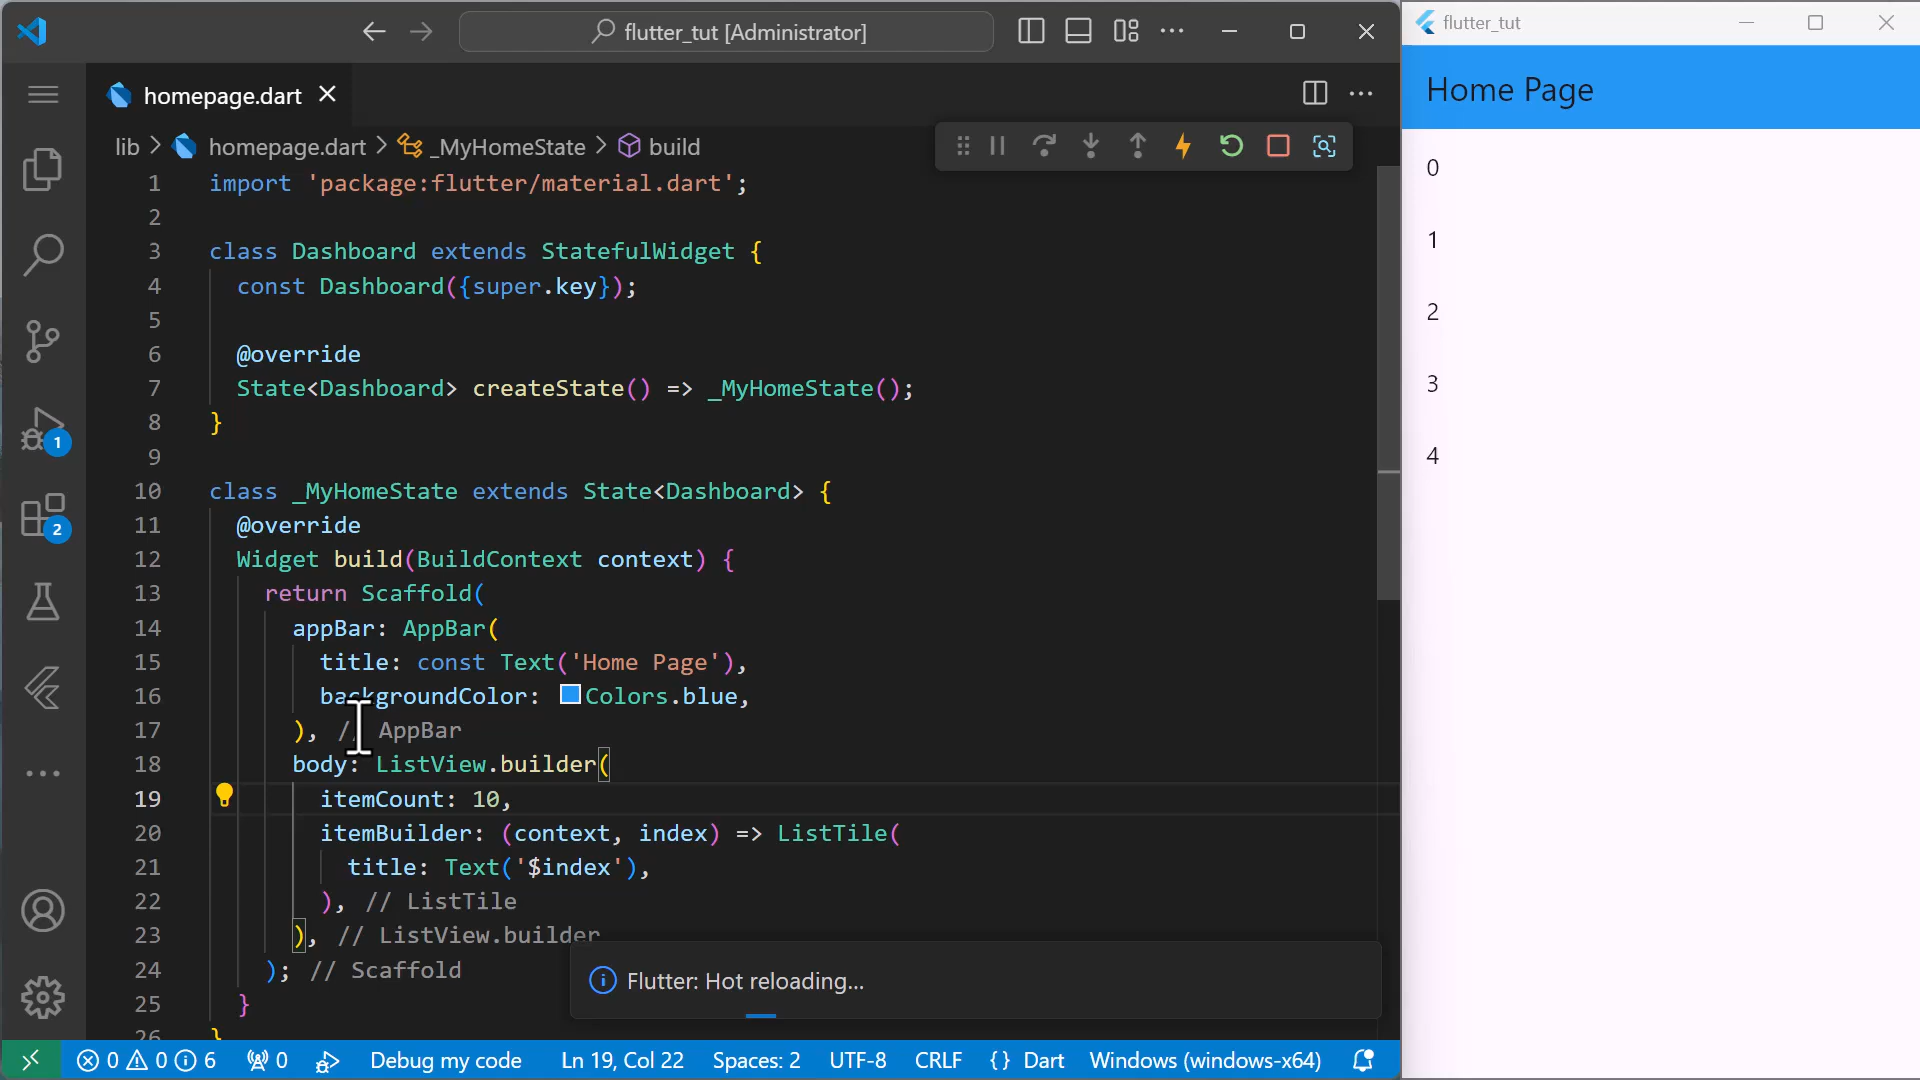 flutter_tut [Administrator]
homepage.dart
lib > homepage.dart > _MyHomeState > build
1 import 'package:flutter/material.dart';
2
3 class Dashboard extends StatefulWidget {
4 const Dashboard({super.key});
5
6 @override
7 State<Dashboard> createState() => _MyHomeState();
8 }
9
10 class _MyHomeState extends State<Dashboard> {
11 @override
12 Widget build(BuildContext context) {
13 return Scaffold(
14 appBar: AppBar(
15 title: const Text('Home Page'),
16 backgroundColor: Colors.blue,
17 ), // AppBar
18 body: ListView.builder(
19 itemCount: 10,
20 itemBuilder: (context, index) => ListTile(
21 title: Text('$index'),
22 ), // ListTile
23 ), // ListView.builder
24 ); // Scaffold
25 }
26 }
1
2
Flutter: Hot reloading...
0 0 6 0 Debug my code Ln 19, Col 22 Spaces: 2 UTF-8 CRLF {} Dart Windows (windows-x64)
flutter_tut
Home Page
0
1
2
3
4